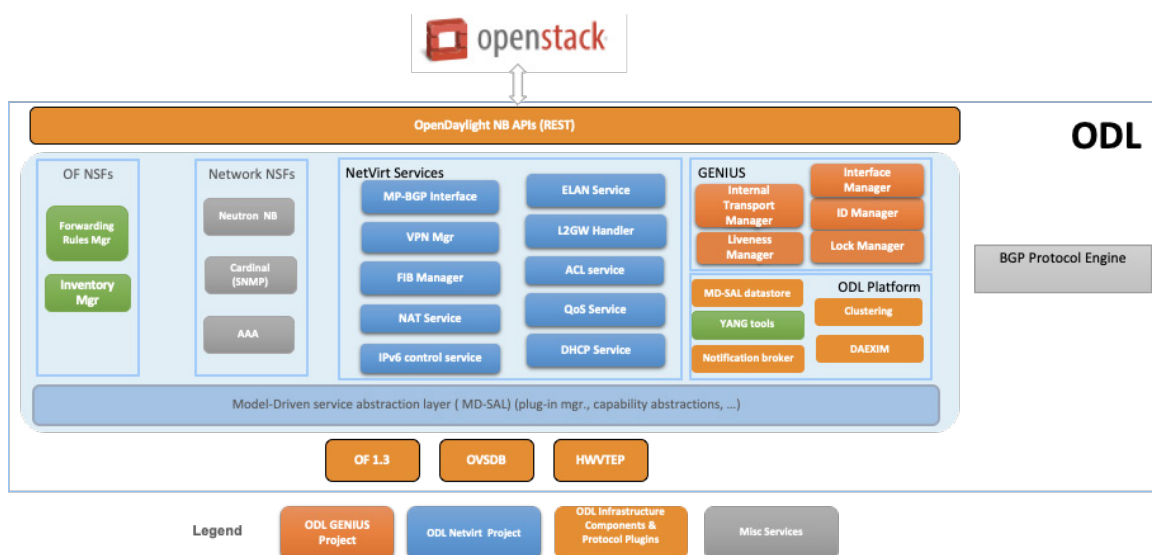 openstack
OpenDaylight NB APIs (REST)
ODL
OF NSFs
Forwarding
Rules Mgr
Inventory
Mgr
Network NSFs
Neutron NB
Cardinal
(SNMP)
AAA
NetVirt Services
MP-BGP Interface
VPN Mgr
FIB Manager
NAT Service
IPv6 control service
ELAN Service
L2GW Handler
ACL service
QoS Service
DHCP Service
GENIUS
Internal
Transport
Manager
Liveness
Manager
Interface
Manager
ID Manager
Lock Manager
ODL Platform
MD-SAL datastore
YANG tools
Notification broker
Clustering
DAEXIM
BGP Protocol Engine
Model-Driven service abstraction layer ( MD-SAL) (plug-in mgr., capability abstractions, ...)
OF 1.3
OVSDB
HWVTEP
Legend
ODL GENIUS
Project
ODL Netvirt Project
ODL Infrastructure
Components &
Protocol Plugins
Misc Services